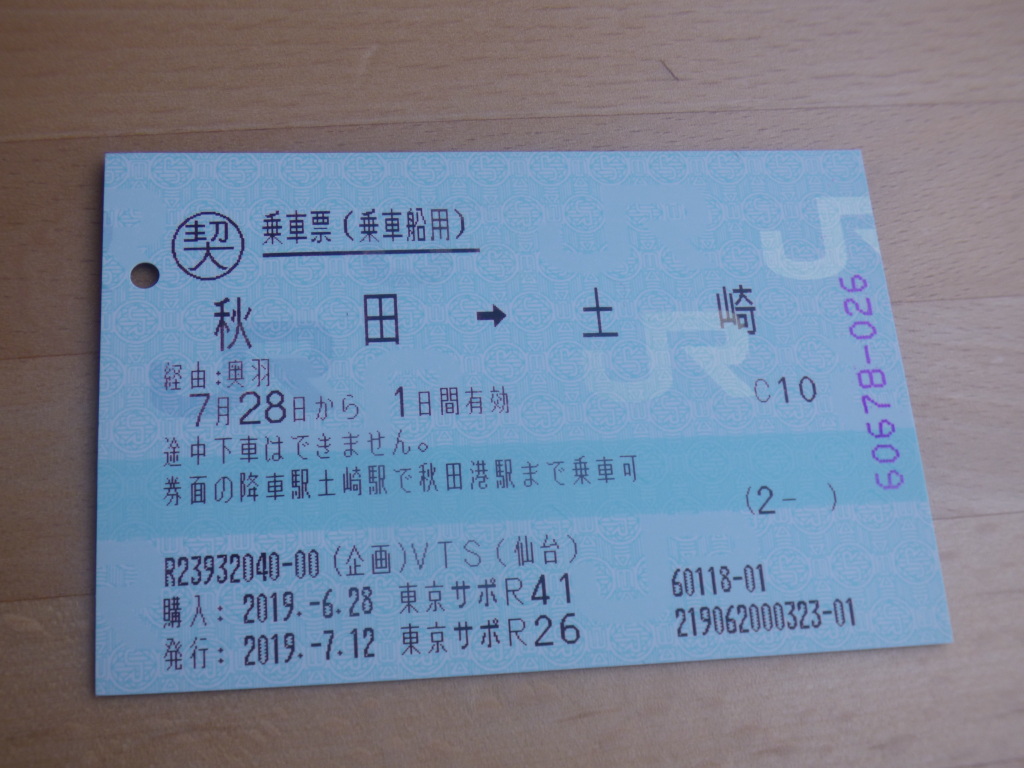 契 乗車票(乗車船用)
秋田 → 土崎
経由:奥羽
7月28日から 1日間有効 C10
途中下車はできません。
券面の降車駅土崎駅で秋田港駅まで乗車可
(2- )
R23932040-00(企画)VTS(仙台)
購入: 2019.-6.28 東京サポR41 60118-01
発行: 2019.-7.12 東京サポR26 219062000323-01
60678-026
JR
JR
JR